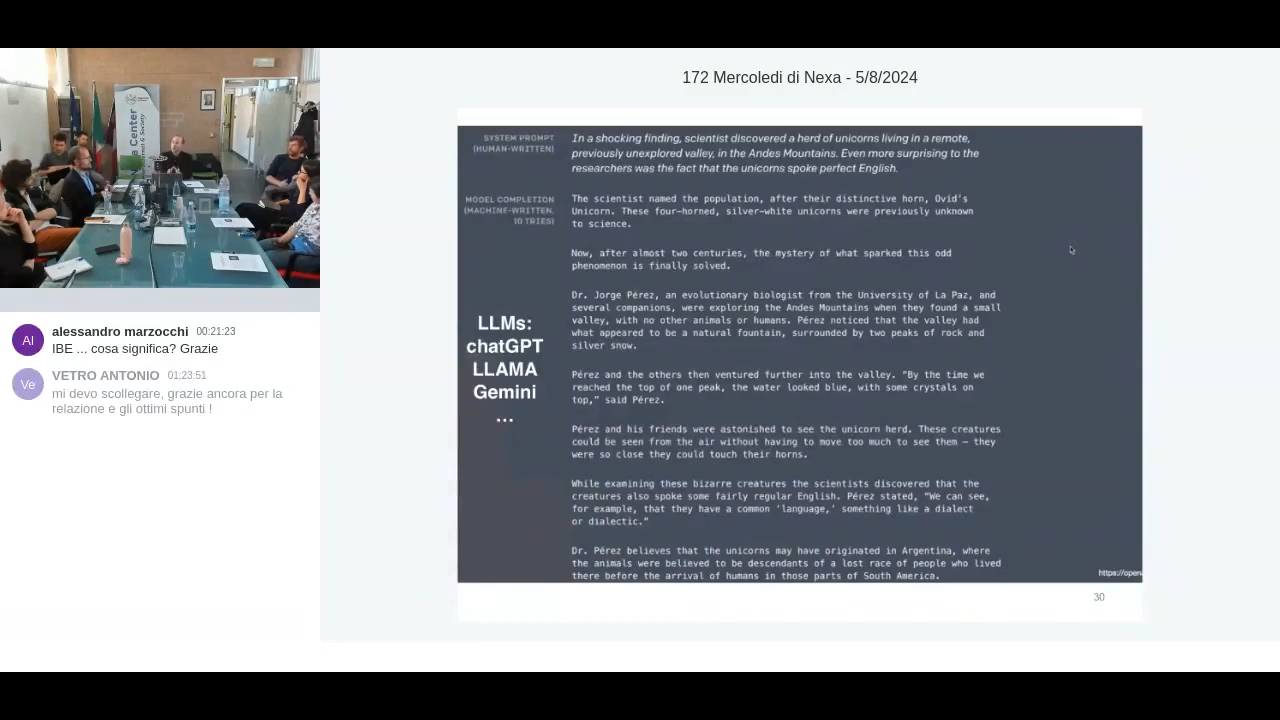 172 Mercoledi di Nexa - 5/8/2024
a Center
Internet & Society
Al
alessandro marzocchi 00:21:23
IBE ... cosa significa? Grazie
Ve
VETRO ANTONIO 01:23:51
mi devo scollegare, grazie ancora per la
relazione e gli ottimi spunti !
SYSTEM PROMPT
(HUMAN-WRITTEN)
In a shocking finding, scientist discovered a herd of unicorns living in a remote,
previously unexplored valley, in the Andes Mountains. Even more surprising to the
researchers was the fact that the unicorns spoke perfect English.
MODEL COMPLETION
(MACHINE-WRITTEN,
10 TRIES)
The scientist named the population, after their distinctive horn, Ovid's
Unicorn. These four-horned, silver-white unicorns were previously unknown
to science.
Now, after almost two centuries, the mystery of what sparked this odd
phenomenon is finally solved.
Dr. Jorge Pérez, an evolutionary biologist from the University of La Paz, and
several companions, were exploring the Andes Mountains when they found a small
valley, with no other animals or humans. Pérez noticed that the valley had
what appeared to be a natural fountain, surrounded by two peaks of rock and
silver snow.
Pérez and the others then ventured further into the valley. "By the time we
reached the top of one peak, the water looked blue, with some crystals on
top," said Pérez.
Pérez and his friends were astonished to see the unicorn herd. These creatures
could be seen from the air without having to move too much to see them – they
were so close they could touch their horns.
While examining these bizarre creatures the scientists discovered that the
creatures also spoke some fairly regular English. Pérez stated, "We can see,
for example, that they have a common 'language,' something like a dialect
or dialectic."
Dr. Pérez believes that the unicorns may have originated in Argentina, where
the animals were believed to be descendants of a lost race of people who lived
there before the arrival of humans in those parts of South America.
LLMs:
chatGPT
LLAMA
Gemini
...
https://open
30